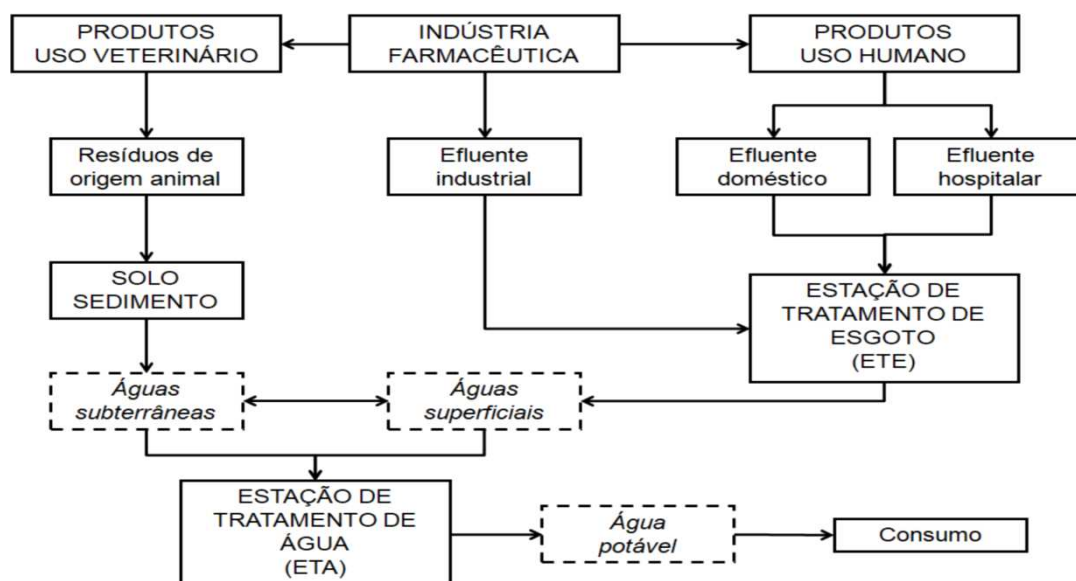 PRODUTOS
USO VETERINÁRIO
INDÚSTRIA
FARMACÊUTICA
PRODUTOS
USO HUMANO
Resíduos de
origem animal
Efluente
industrial
Efluente
doméstico
Efluente
hospitalar
SOLO
SEDIMENTO
ESTAÇÃO DE
TRATAMENTO DE
ESGOTO
(ETE)
Águas
subterrâneas
Águas
superficiais
ESTAÇÃO DE
TRATAMENTO DE
ÁGUA
(ETA)
Água
potável
Consumo